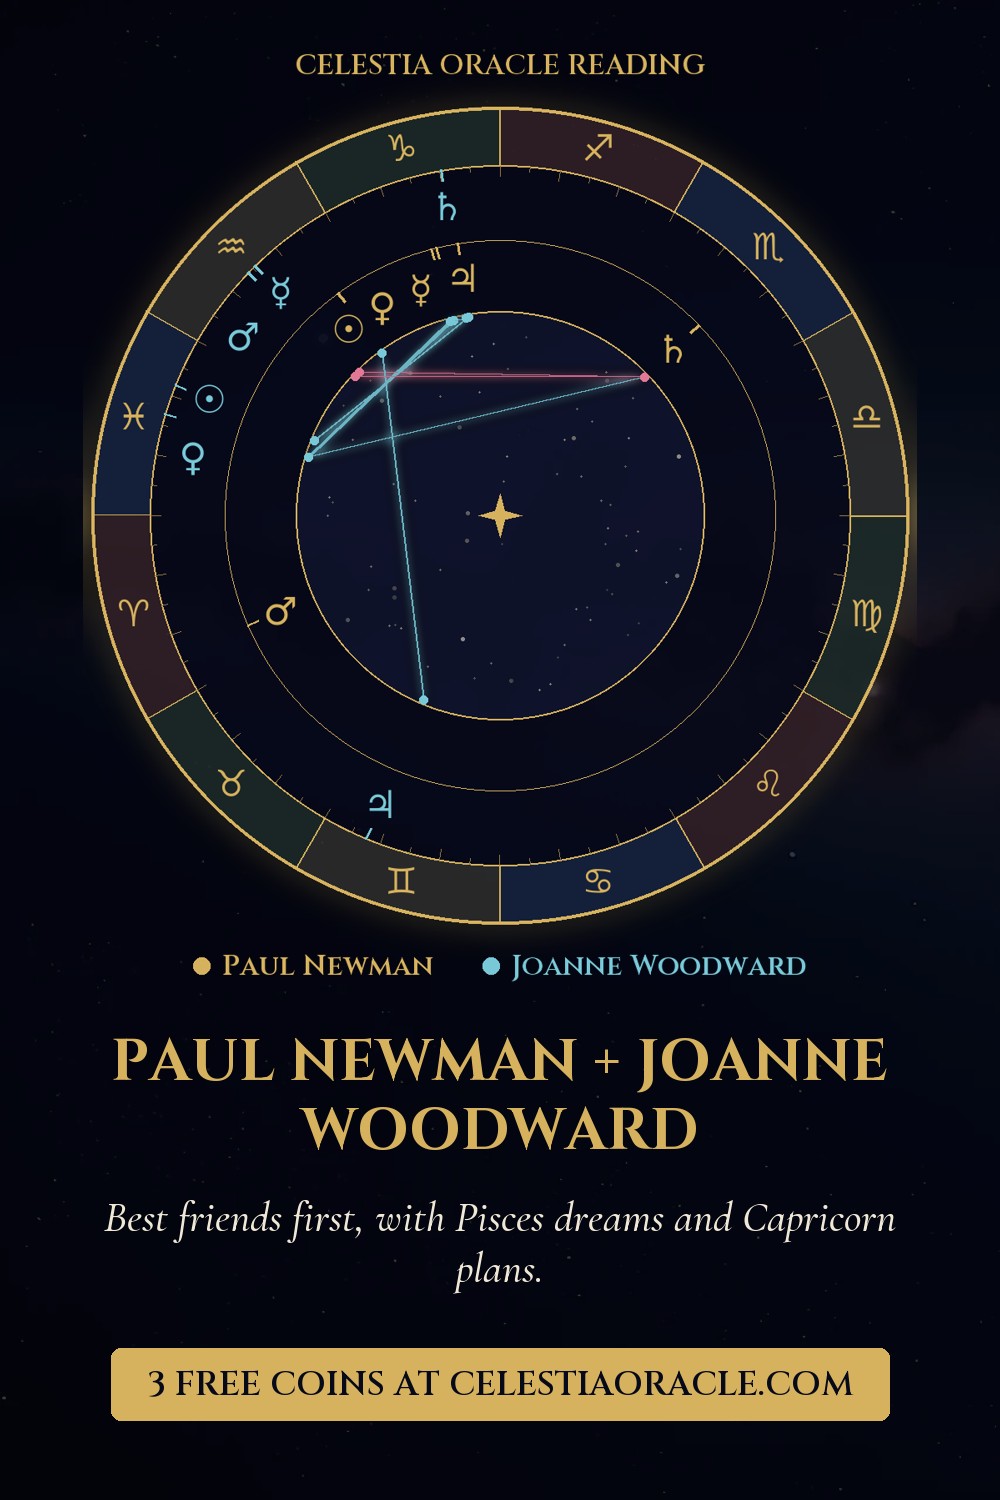 CELESTIA ORACLE READING
♑ ♐
♒ ♏
♓ ♎
♈ ♍
♉ ♌
♊ ♋
♄
☿ ♀ ☿ ♃
♂ ☉ ♄
☉
♀
♂
♃
Paul Newman Joanne Woodward
PAUL NEWMAN + JOANNE
WOODWARD
Best friends first, with Pisces dreams and Capricorn
plans.
3 FREE COINS AT CELESTIAORACLE.COM